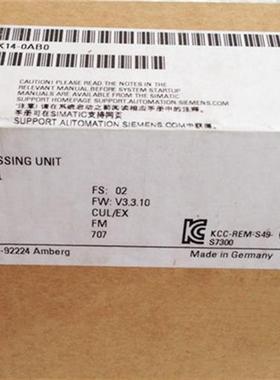 K14-0AB0
CAUTION! PLEASE READ THE NOTES IN THE
RELEVANT MANUAL BEFORE SYSTEM STARTUP
MANUALS ARE AVAILABLE FROM THE SIMATIC
SUPPORT HOMEPAGE SUPPORT.AUTOMATION.SIEMENS.COM
注意! 请在系统启动之前阅读相应手册中的注释。
手册可在SIMATIC支持网页
SUPPORT AUTOMATION SIEMENS.COM中获得。
SSING UNIT
FS: 02
FW: V3.3.10
CUL/EX
FM
707
KCC-REM-S49-
S7300
-92224 Amberg
Made in Germany